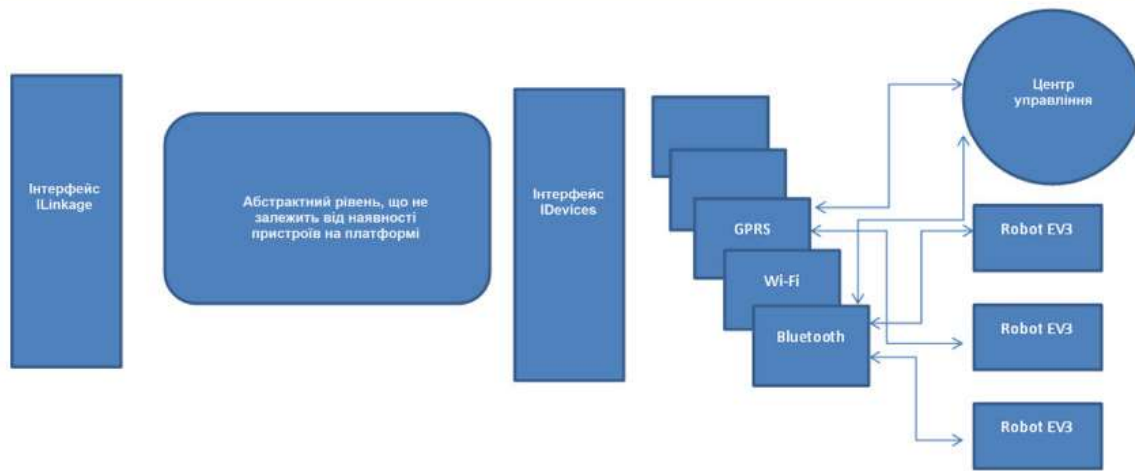 Інтерфейс
ILinkage
Абстрактний рівень, що не
залежить від наявності
пристроїв на платформі
Інтерфейс
IDevices
GPRS
Wi-Fi
Bluetooth
Центр
управління
Robot EV3
Robot EV3
Robot EV3